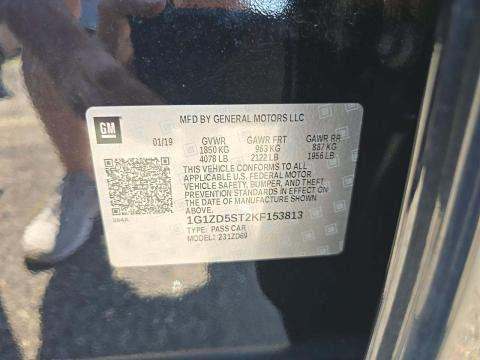 MFD BY GENERAL MOTORS LLC
GM
01/19 GVWR GAWR FRT GAWR RR
1850 KG 963 KG 887 KG
4078 LB 2122 LB 1956 LB
THIS VEHICLE CONFORMS TO ALL
APPLICABLE U.S. FEDERAL MOTOR
VEHICLE SAFETY, BUMPER, AND THEFT
PREVENTION STANDARDS IN EFFECT ON
THE DATE OF MANUFACTURE SHOWN
ABOVE.
1G1ZD5ST2KF153813
TYPE: PASS CAR
MODEL: 231ZD69